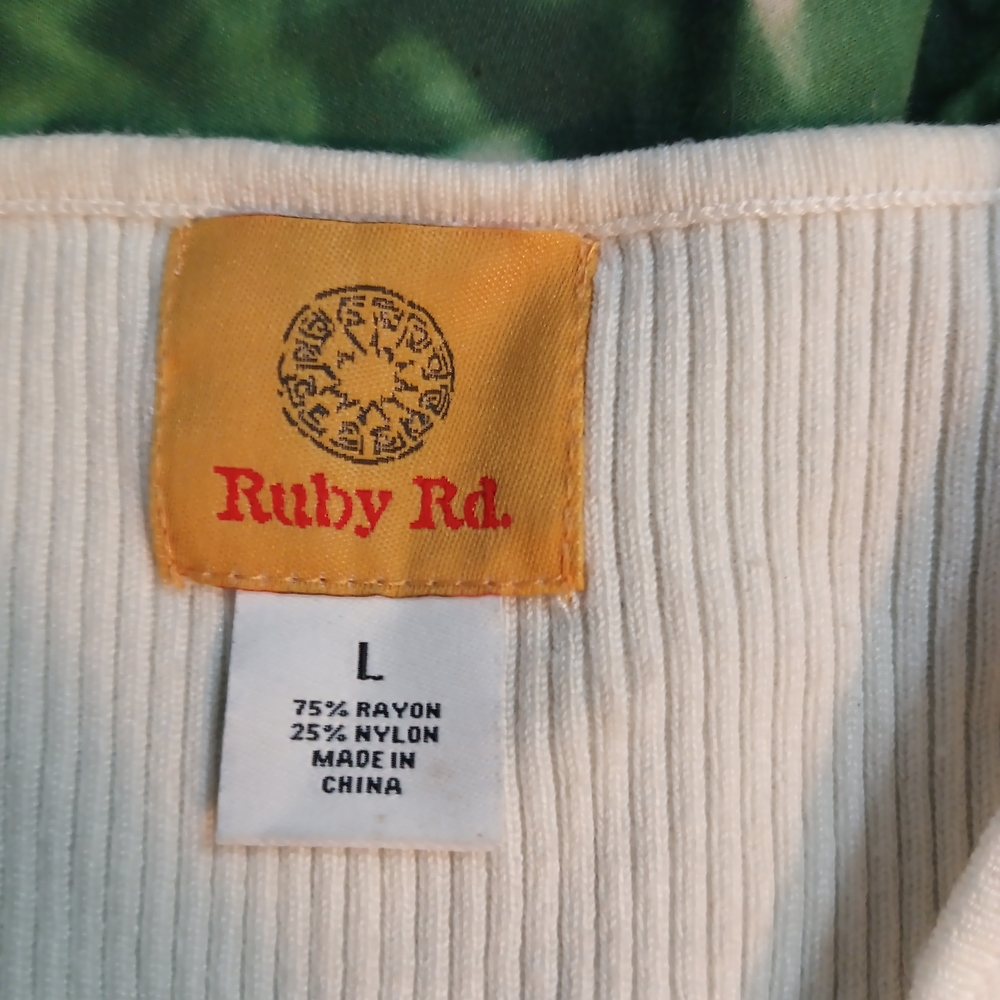 Ruby Rd.
L
75% RAYON
25% NYLON
MADE IN
CHINA